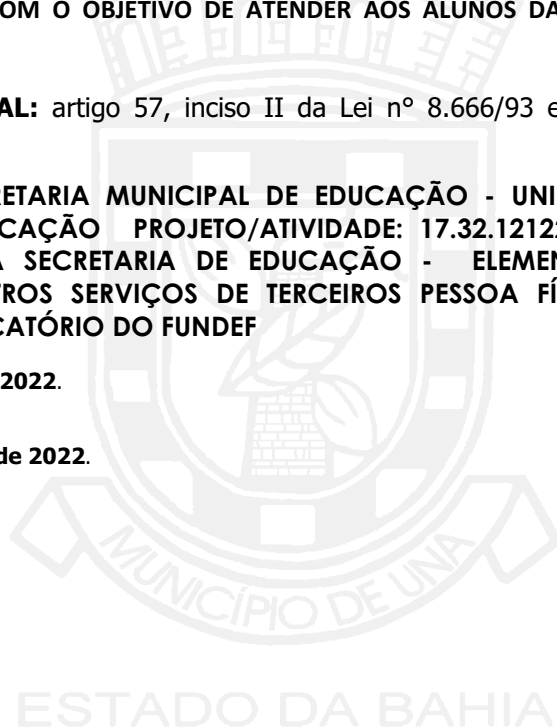 OM O OBJETIVO DE ATENDER AOS ALUNOS DA
AL: artigo 57, inciso II da Lei n° 8.666/93 e
RETARIA MUNICIPAL DE EDUCAÇÃO - UNI
CAÇÃO PROJETO/ATIVIDADE: 17.32.1212
A SECRETARIA DE EDUCAÇÃO - ELEMEN
TROS SERVIÇOS DE TERCEIROS PESSOA FÍ
CATÓRIO DO FUNDEF
2022.
de 2022.
MUNICÍPIO DE UNA
ESTADO DA BAHIA